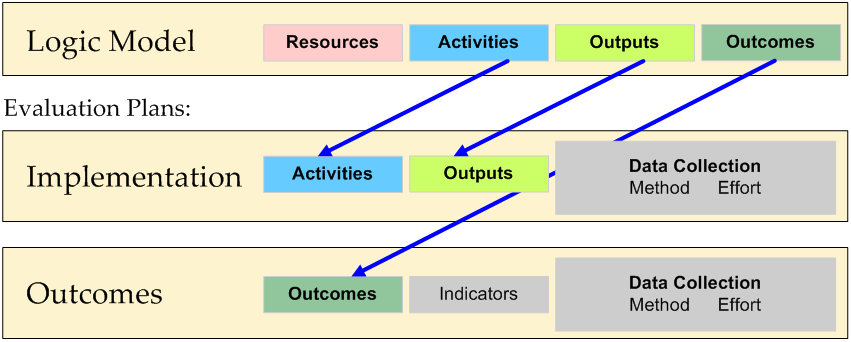 Logic Model Resources Activities Outputs Outcomes
Evaluation Plans:
Implementation Activities Outputs Data Collection
Method Effort
Outcomes Outcomes Indicators Data Collection
Method Effort